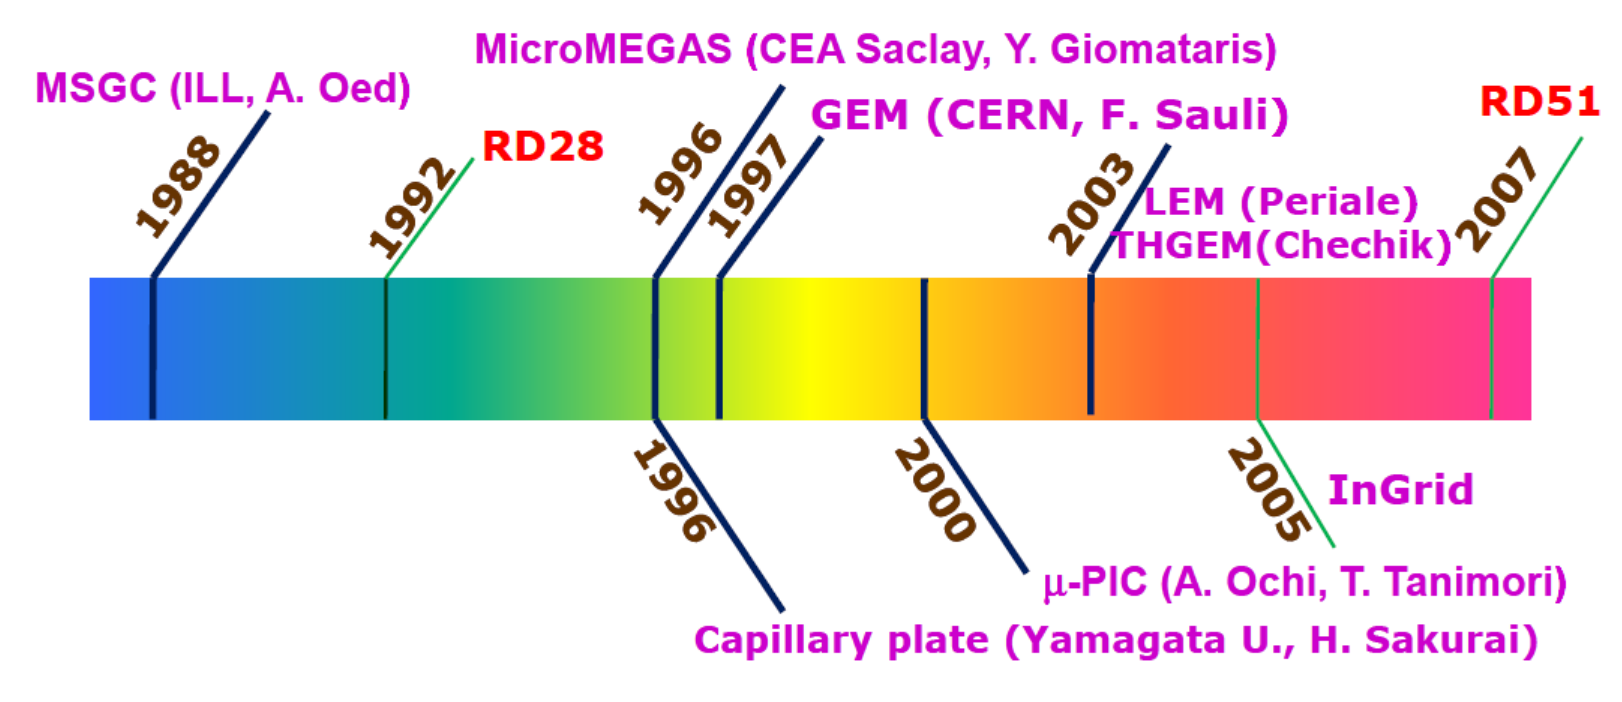 MicroMEGAS (CEA Saclay, Y. Giomataris)
MSGC (ILL, A. Oed)
GEM (CERN, F. Sauli)
RD51
RD28
1988
1992
1996
1997
2003
LEM (Periale)
THGEM(Chechik)
2007
1996
2000
2005
InGrid
μ-PIC (A. Ochi, T. Tanimori)
Capillary plate (Yamagata U., H. Sakurai)